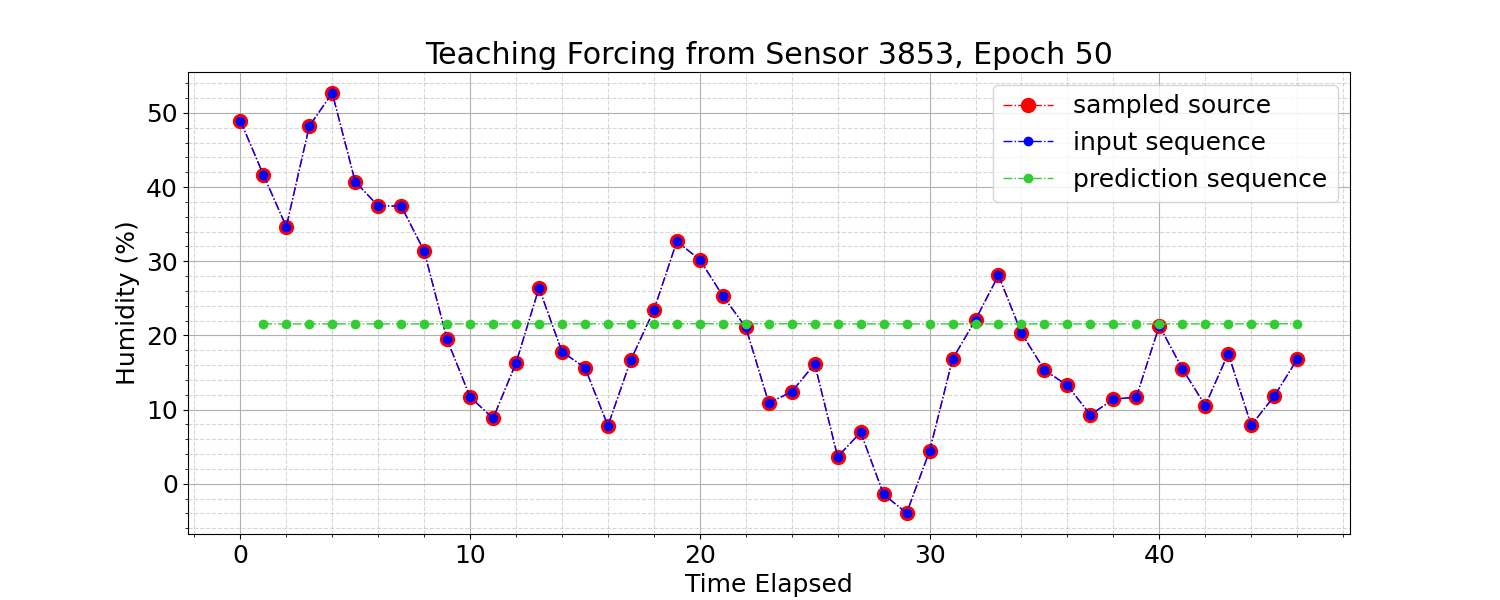 Teaching Forcing from Sensor 3853, Epoch 50
sampled source
input sequence
prediction sequence
Humidity (%)
50
40
30
20
10
0
0 10 20 30 40
Time Elapsed